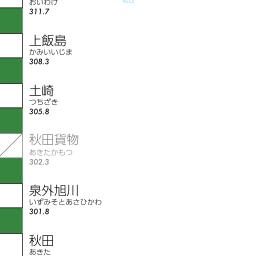 おいわけ
311.7
上飯島
かみいいじま
308.3
土崎
つちざき
305.8
秋田貨物
あきたかもつ
302.3
泉外旭川
いずみそとあさひかわ
301.8
秋田
あきた